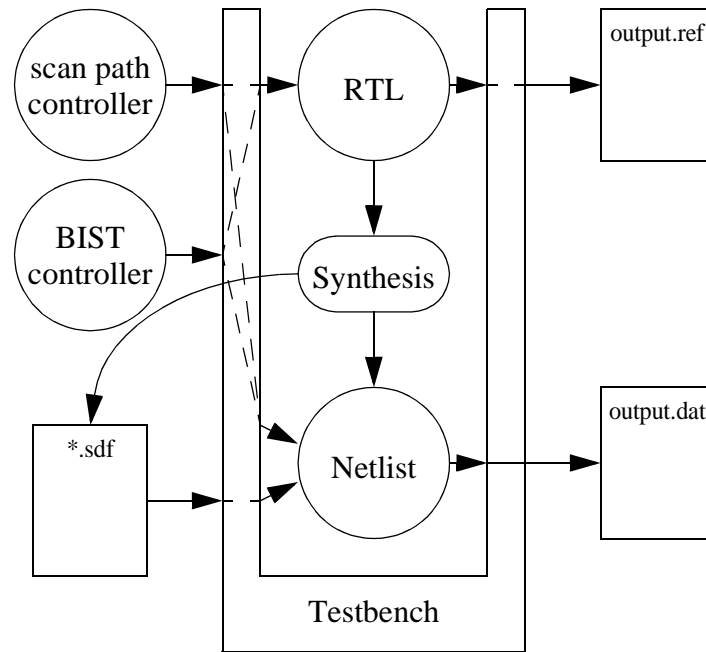 scan path
controller
RTL
output.ref
BIST
controller
Synthesis
*.sdf
Netlist
output.dat
Testbench